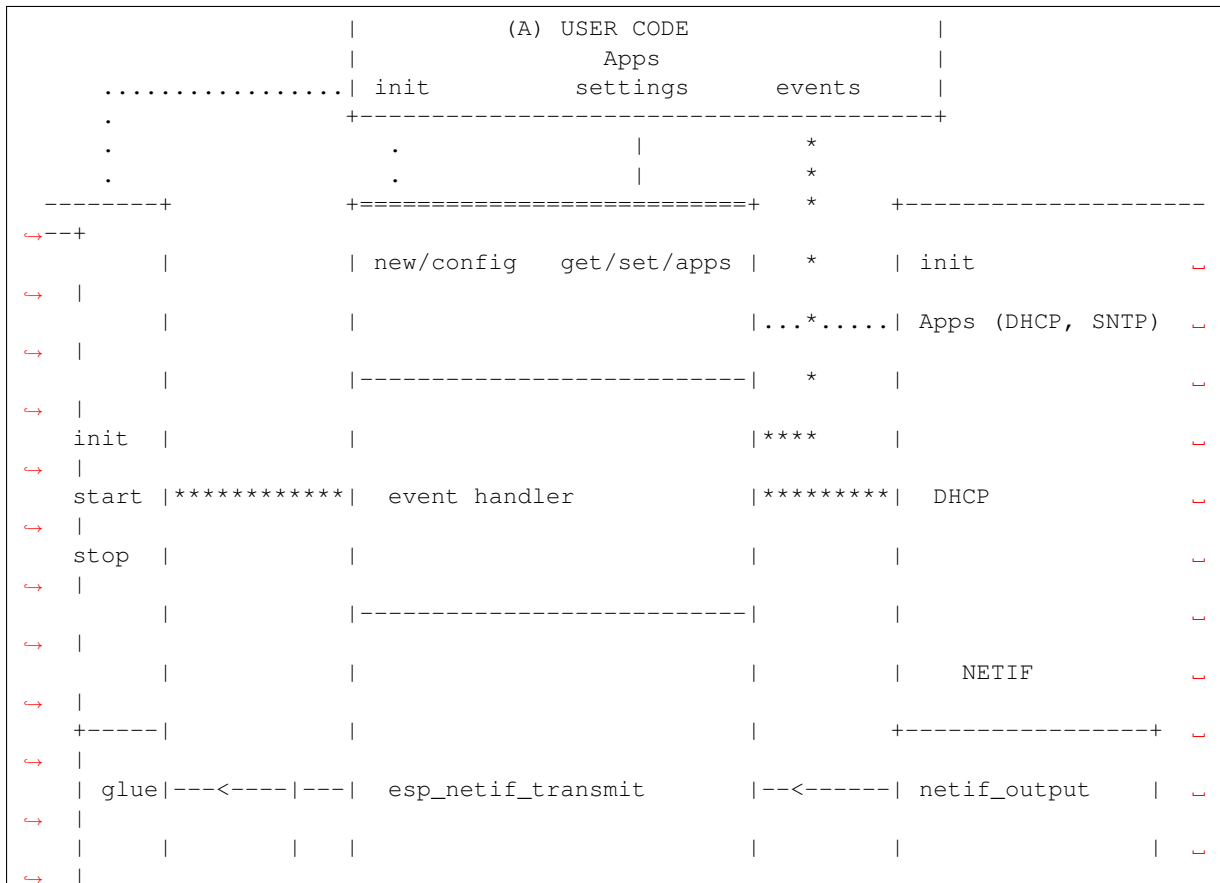 (A) USER CODE
Apps
init settings events
new/config get/set/apps init
Apps (DHCP, SNTP)
init
start event handler DHCP
stop
NETIF
glue esp_netif_transmit netif_output